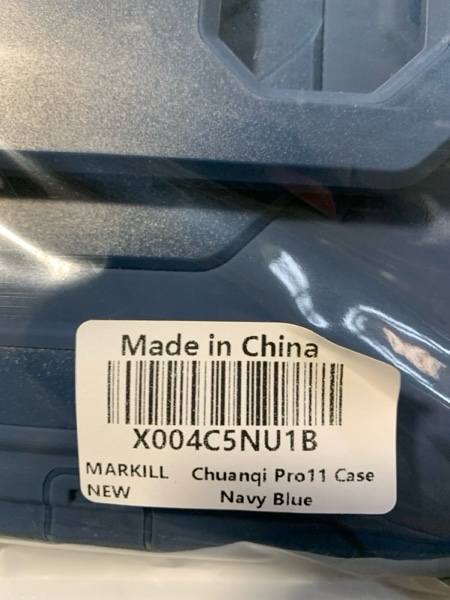 Made in China
X004C5NU1B
MARKILL Chuanqi Pro11 Case
NEW Navy Blue